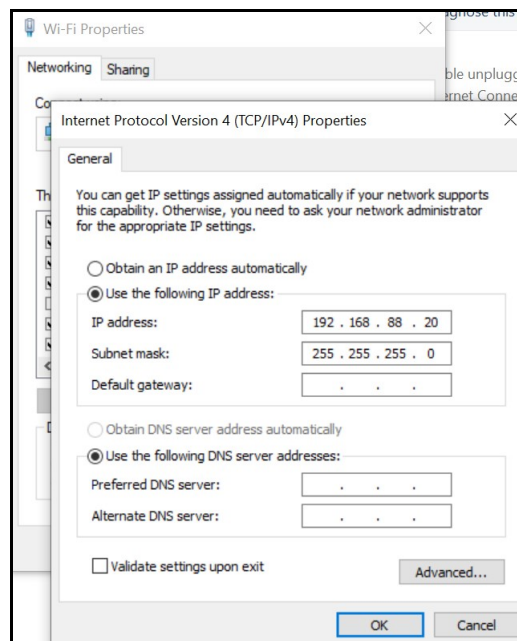 Wi-Fi Properties
Networking
Sharing
Internet Protocol Version 4 (TCP/IPv4) Properties
General
You can get IP settings assigned automatically if your network supports
this capability. Otherwise, you need to ask your network administrator
for the appropriate IP settings.
Obtain an IP address automatically
Use the following IP address:
IP address:
192 . 168 . 88 . 20
Subnet mask:
255 . 255 . 255 . 0
Default gateway:
. . .
Obtain DNS server address automatically
Use the following DNS server addresses:
Preferred DNS server:
. . .
Alternate DNS server:
. . .
Validate settings upon exit
Advanced...
OK
Cancel